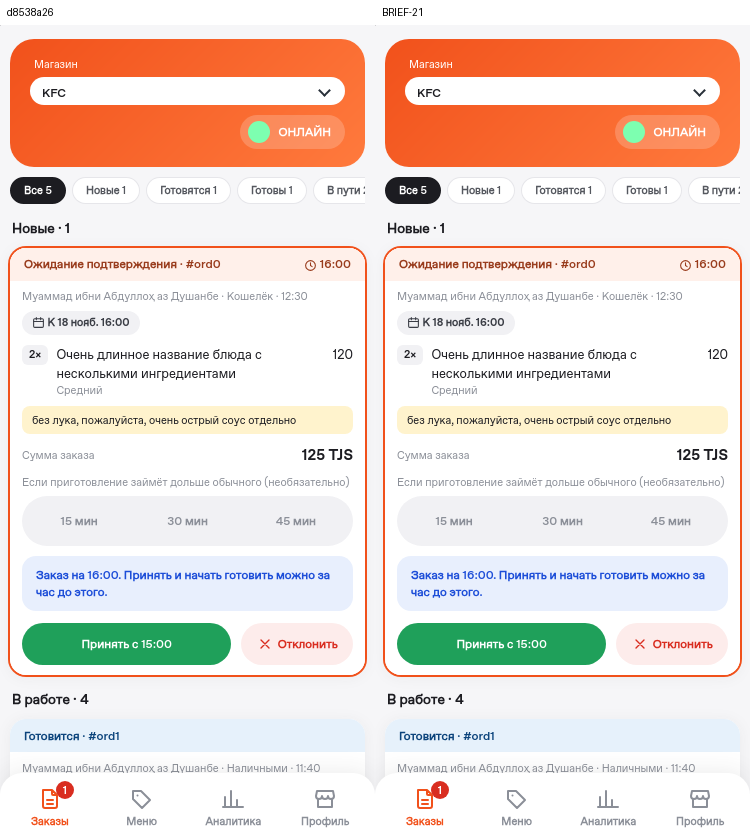 d8538a26
Магазин
KFC
ОНЛАЙН
Все 5
Новые 1
Готовятся 1
Готовы 1
В пути
Новые · 1
Ожидание подтверждения · #ord0
16:00
Муаммад ибни Абдуллоҳ аз Душанбе · Кошелёк · 12:30
К 18 нояб. 16:00
2×
Очень длинное название блюда с
120
несколькими ингредиентами
Средний
без лука, пожалуйста, очень острый соус отдельно
Сумма заказа
125 TJS
Если приготовление займёт дольше обычного (необязательно)
15 мин
30 мин
45 мин
Заказ на 16:00. Принять и начать готовить можно за
час до этого.
Принять с 15:00
Отклонить
В работе · 4
Готовится · #ord1
Муаммад ибни Абдуллоҳ аз Душанбе · Наличными · 11:40
1
Заказы
Меню
Аналитика
Профиль
BRIEF-21
Магазин
KFC
ОНЛАЙН
Все 5
Новые 1
Готовятся 1
Готовы 1
В пути
Новые · 1
Ожидание подтверждения · #ord0
16:00
Муаммад ибни Абдуллоҳ аз Душанбе · Кошелёк · 12:30
К 18 нояб. 16:00
2×
Очень длинное название блюда с
120
несколькими ингредиентами
Средний
без лука, пожалуйста, очень острый соус отдельно
Сумма заказа
125 TJS
Если приготовление займёт дольше обычного (необязательно)
15 мин
30 мин
45 мин
Заказ на 16:00. Принять и начать готовить можно за
час до этого.
Принять с 15:00
Отклонить
В работе · 4
Готовится · #ord1
Муаммад ибни Абдуллоҳ аз Душанбе · Наличными · 11:40
1
Заказы
Меню
Аналитика
Профиль